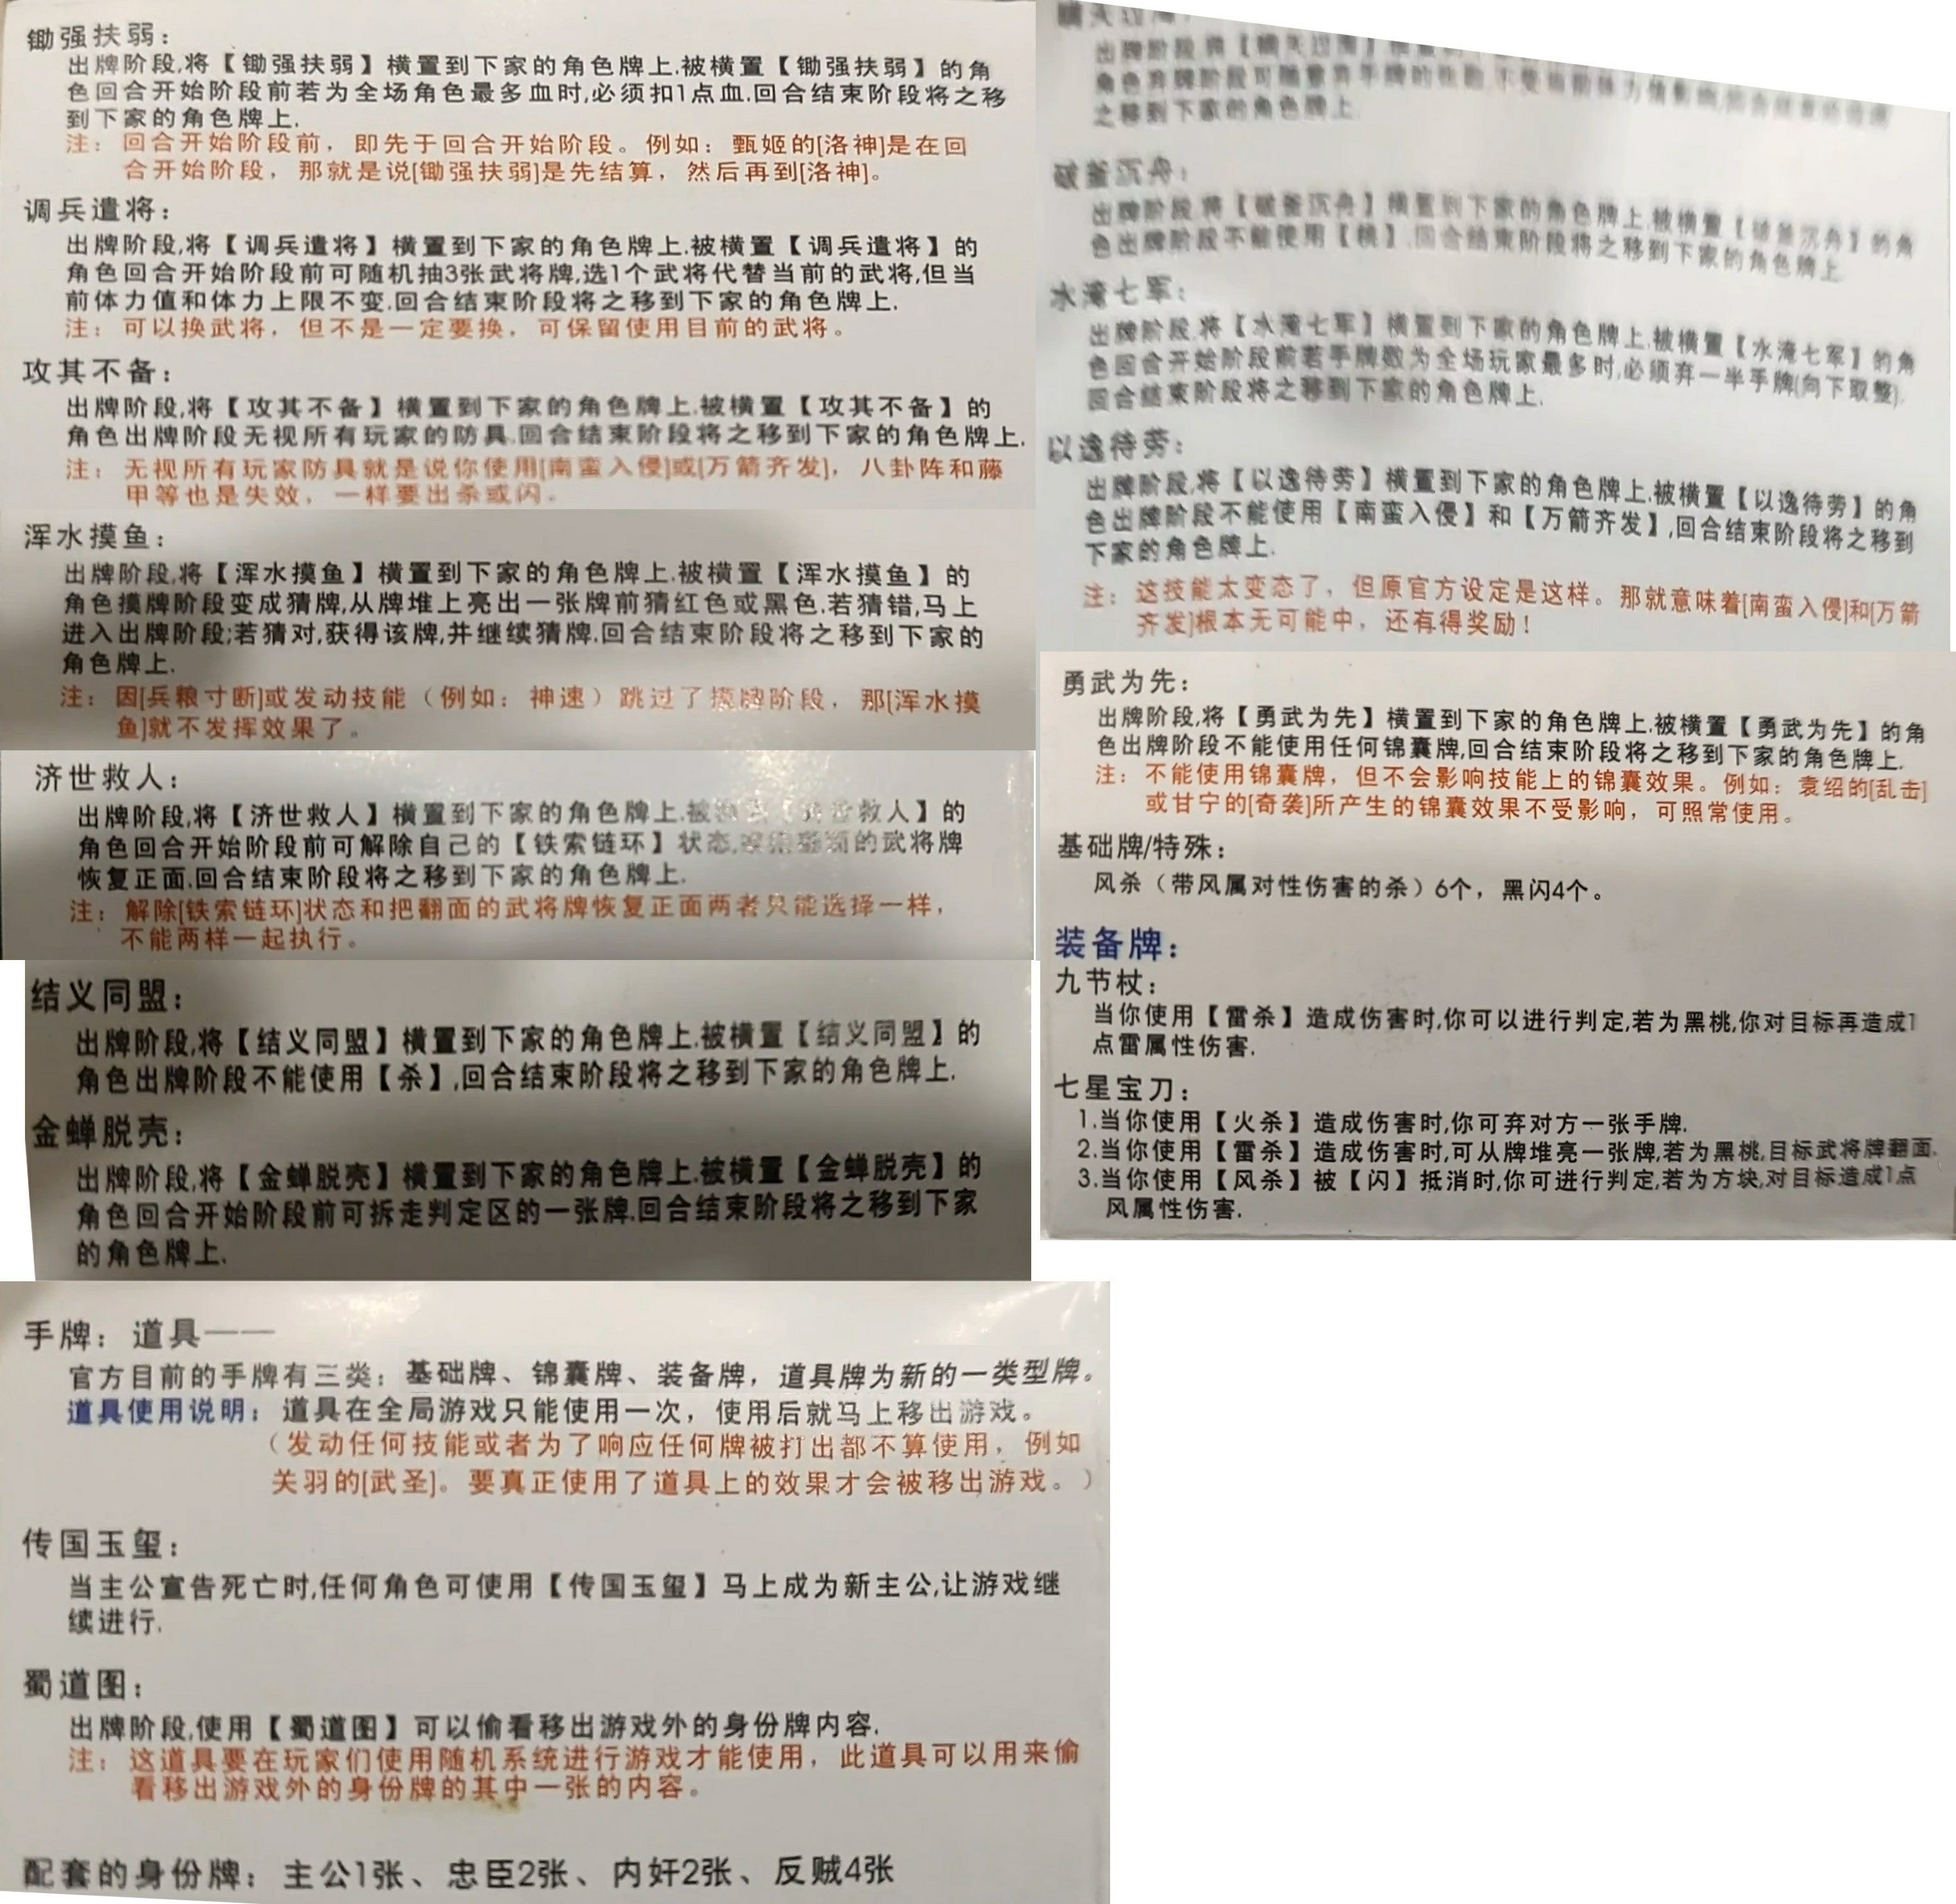 锄强扶弱：
出牌阶段,将【锄强扶弱】横置到下家的角色牌上.被横置【锄强扶弱】的角
色回合开始阶段前若为全场角色最多血时,必须扣1点血.回合结束阶段将之移
到下家的角色牌上.
注：回合开始阶段前，即先于回合开始阶段。例如：甄姬的[洛神]是在回
合开始阶段，那就是说[锄强扶弱]是先结算，然后再到[洛神]。
调兵遣将：
出牌阶段,将【调兵遣将】横置到下家的角色牌上.被横置【调兵遣将】的
角色回合开始阶段前可随机抽3张武将牌,选1个武将代替当前的武将,但当
前体力值和体力上限不变.回合结束阶段将之移到下家的角色牌上.
注：可以换武将，但不是一定要换，可保留使用目前的武将。
攻其不备：
出牌阶段,将【攻其不备】横置到下家的角色牌上.被横置【攻其不备】的
角色出牌阶段无视所有玩家的防具.回合结束阶段将之移到下家的角色牌上.
注：无视所有玩家防具就是说你使用[南蛮入侵]或[万箭齐发]，八卦阵和藤
甲等也是失效，一样要出杀或闪。
浑水摸鱼：
出牌阶段,将【浑水摸鱼】横置到下家的角色牌上.被横置【浑水摸鱼】的
角色摸牌阶段变成猜牌,从牌堆上亮出一张牌前猜红色或黑色.若猜错,马上
进入出牌阶段;若猜对,获得该牌,并继续猜牌.回合结束阶段将之移到下家的
角色牌上.
注：因[兵粮寸断]或发动技能（例如：神速）跳过了摸牌阶段，那[浑水摸
鱼]就不发挥效果了。
济世救人：
出牌阶段,将【济世救人】横置到下家的角色牌上.被 救人】的
角色回合开始阶段前可解除自己的【铁索链环】状态, 的武将牌
恢复正面.回合结束阶段将之移到下家的角色牌上.
注：解除[铁索链环]状态和把翻面的武将牌恢复正面两者只能选择一样，
不能两样一起执行。
结义同盟：
出牌阶段,将【结义同盟】横置到下家的角色牌上.被横置【结义同盟】的
角色出牌阶段不能使用【杀】,回合结束阶段将之移到下家的角色牌上.
金蝉脱壳：
出牌阶段,将【金蝉脱壳】横置到下家的角色牌上.被横置【金蝉脱壳】的
角色回合开始阶段前可拆走判定区的一张牌.回合结束阶段将之移到下家
的角色牌上.
手牌：道具——
官方目前的手牌有三类：基础牌、锦囊牌、装备牌，道具牌为新的一类型牌。
道具使用说明：道具在全局游戏只能使用一次，使用后就马上移出游戏。
（发动任何技能或者为了响应任何牌被打出都不算使用，例如
关羽的[武圣]。要真正使用了道具上的效果才会被移出游戏。）
传国玉玺：
当主公宣告死亡时,任何角色可使用【传国玉玺】马上成为新主公,让游戏继
续进行.
蜀道图：
出牌阶段,使用【蜀道图】可以偷看移出游戏外的身份牌内容.
注：这道具要在玩家们使用随机系统进行游戏才能使用，此道具可以用来偷
看移出游戏外的身份牌的其中一张的内容。
配套的身份牌：主公1张、忠臣2张、内奸2张、反贼4张
出牌阶段,将【瞒天过海】
角色弃牌阶段可随意弃手牌的
之移到下家的角色牌上.
破釜沉舟：
出牌阶段,将【破釜沉舟】横置到下家的角色牌上.被横置【破釜沉舟】的角
色出牌阶段不能使用【桃】.回合结束阶段将之移到下家的角色牌上.
水淹七军：
出牌阶段,将【水淹七军】横置到下家的角色牌上.被横置【水淹七军】的角
色回合开始阶段前若手牌数为全场玩家最多时,必须弃一半手牌(向下取整).
回合结束阶段将之移到下家的角色牌上.
以逸待劳：
出牌阶段,将【以逸待劳】横置到下家的角色牌上.被横置【以逸待劳】的角
色出牌阶段不能使用【南蛮入侵】和【万箭齐发】,回合结束阶段将之移到
下家的角色牌上.
注：这技能太变态了，但原官方设定是这样。那就意味着[南蛮入侵]和[万箭
齐发]根本无可能中，还有得奖励！
勇武为先：
出牌阶段,将【勇武为先】横置到下家的角色牌上.被横置【勇武为先】的角
色出牌阶段不能使用任何锦囊牌,回合结束阶段将之移到下家的角色牌上.
注：不能使用锦囊牌，但不会影响技能上的锦囊效果。例如：袁绍的[乱击]
或甘宁的[奇袭]所产生的锦囊效果不受影响，可照常使用。
基础牌/特殊：
风杀（带风属对性伤害的杀）6个，黑闪4个。
装备牌：
九节杖：
当你使用【雷杀】造成伤害时,你可以进行判定,若为黑桃,你对目标再造成1
点雷属性伤害.
七星宝刀：
1.当你使用【火杀】造成伤害时,你可弃对方一张手牌.
2.当你使用【雷杀】造成伤害时,可从牌堆亮一张牌,若为黑桃,目标武将牌翻面.
3.当你使用【风杀】被【闪】抵消时,你可进行判定,若为方块,对目标造成1点
风属性伤害.